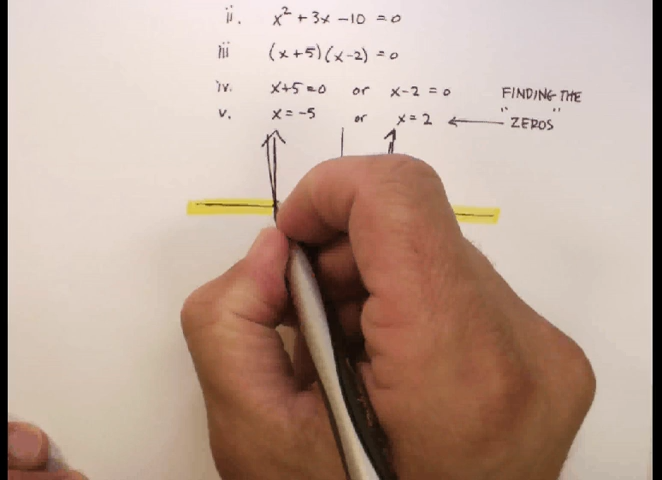 ii. x² + 3x - 10 = 0
iii (x+5)(x-2) = 0
iv. x+5=0 or x-2 = 0 FINDING THE
v. x = -5 or x = 2 "ZEROS"